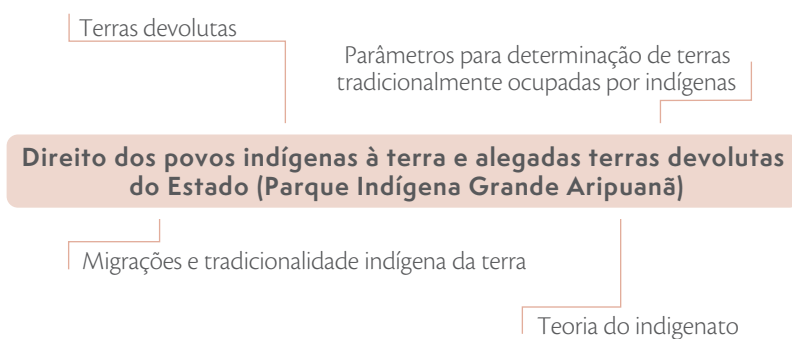 Terras devolutas
Parâmetros para determinação de terras
tradicionalmente ocupadas por indígenas
Direito dos povos indígenas à terra e alegadas terras devolutas
do Estado (Parque Indígena Grande Aripuanã)
Migrações e tradicionalidade indígena da terra
Teoria do indigenato